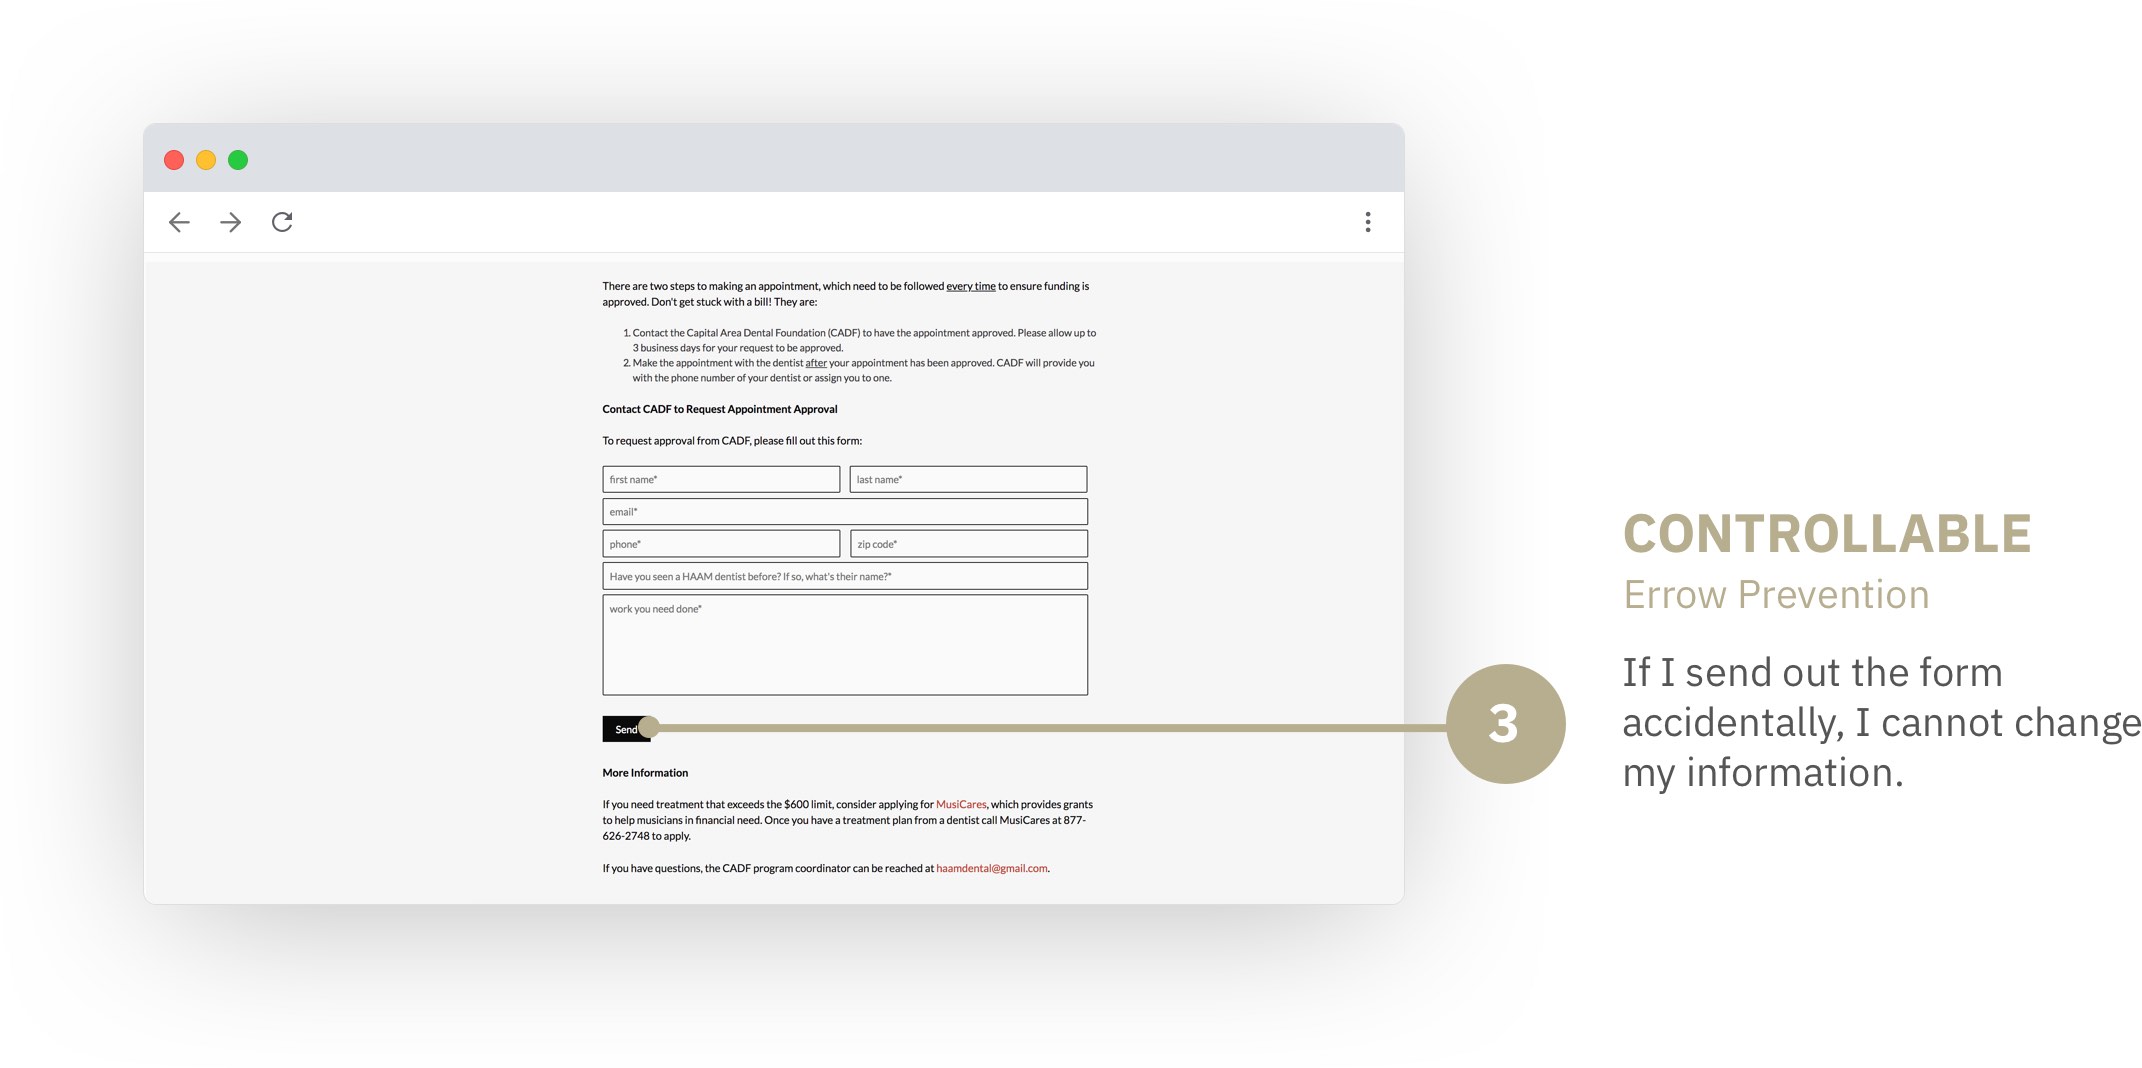 There are two steps to making an appointment, which need to be followed every time to ensure funding is
approved. Don't get stuck with a bill! They are:
1. Contact the Capital Area Dental Foundation (CADF) to have the appointment approved. Please allow up to
3 business days for your request to be approved.
2. Make the appointment with the dentist after your appointment has been approved. CADF will provide you
with the phone number of your dentist or assign you to one.
Contact CADF to Request Appointment Approval
To request approval from CADF, please fill out this form:
first name*
last name*
email*
phone*
zip code*
Have you seen a HAAM dentist before? If so, what's their name?*
work you need done*
Send
More Information
If you need treatment that exceeds the $600 limit, consider applying for MusiCares, which provides grants
to help musicians in financial need. Once you have a treatment plan from a dentist call MusiCares at 877-
626-2748 to apply.
If you have questions, the CADF program coordinator can be reached at haamdental@gmail.com.
3
CONTROLLABLE
Errow Prevention
If I send out the form
accidentally, I cannot change
my information.